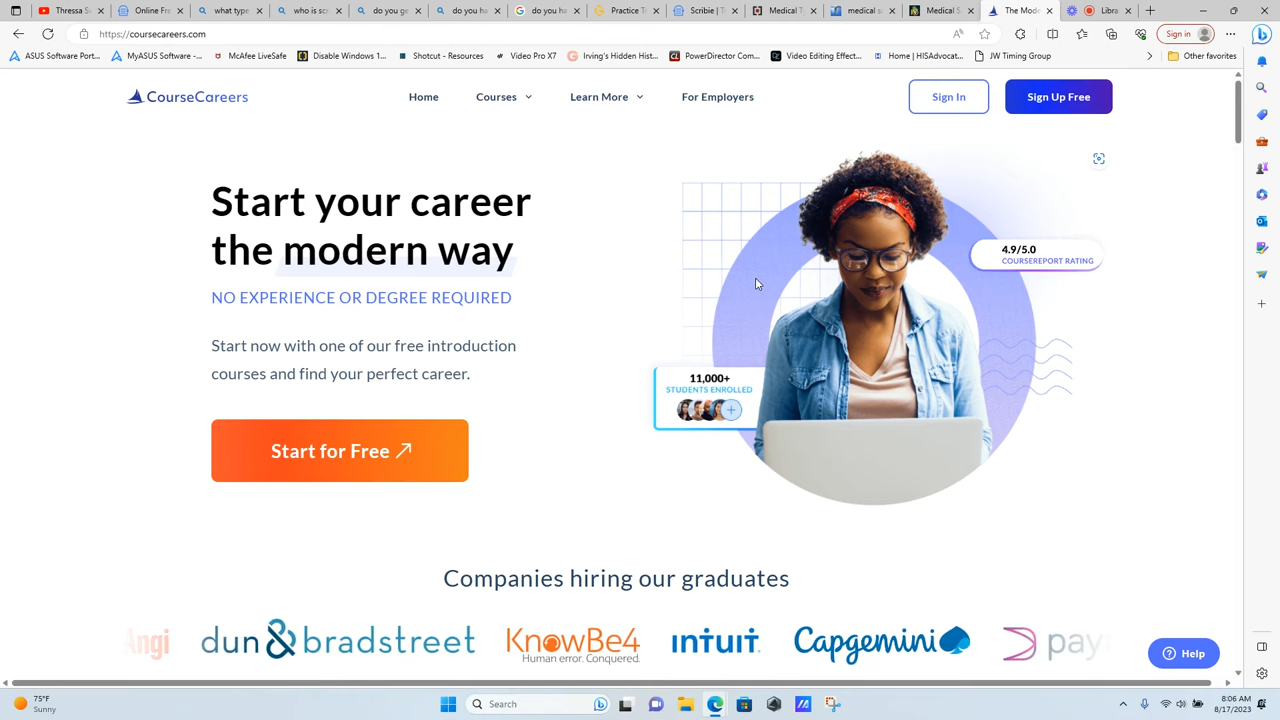 Thressa S
Online Free
what type
who is scr
do you ge
do you ha
do you ha
Practice Te
Scribie | Tr
Medical T
medical sc
Medical S
The Mode
Libra
https://coursecareers.com
Sign in
ASUS Software Port...
MyASUS Software -...
McAfee LiveSafe
Disable Windows 1...
Shotcut - Resources
Video Pro X7
Irving's Hidden Hist...
PowerDirector Com...
Video Editing Effect...
Home | HISAdvocat...
JW Timing Group
Other favorites
CourseCareers
Home
Courses
Learn More
For Employers
Sign In
Sign Up Free
Start your career
the modern way
NO EXPERIENCE OR DEGREE REQUIRED
Start now with one of our free introduction
courses and find your perfect career.
Start for Free
4.9/5.0
COURSEREPORT RATING
11,000+
STUDENTS ENROLLED
Companies hiring our graduates
Angi
dun & bradstreet
KnowBe4
Human error. Conquered.
INTUIT
Capgemini
payr
Help
75°F
Sunny
Search
8:06 AM
8/17/2023